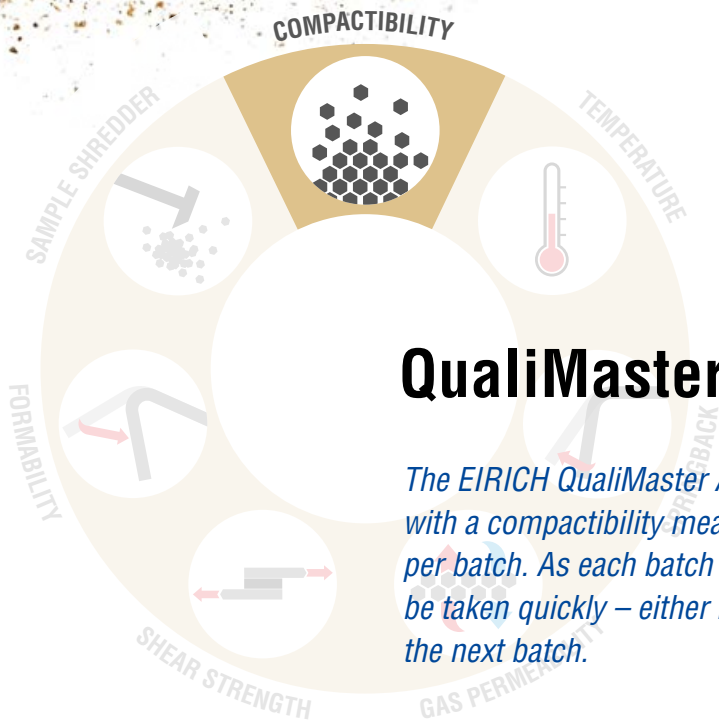 COMPACTIBILITY
SAMPLE SHREDDER
TEMPERATURE
FORMABILITY
QualiMaster
SPRINGBACK
The EIRICH QualiMaster
with a compactibility
per batch. As each batch
be taken quickly – either
the next batch.
SHEAR STRENGTH
GAS PERMEABILITY